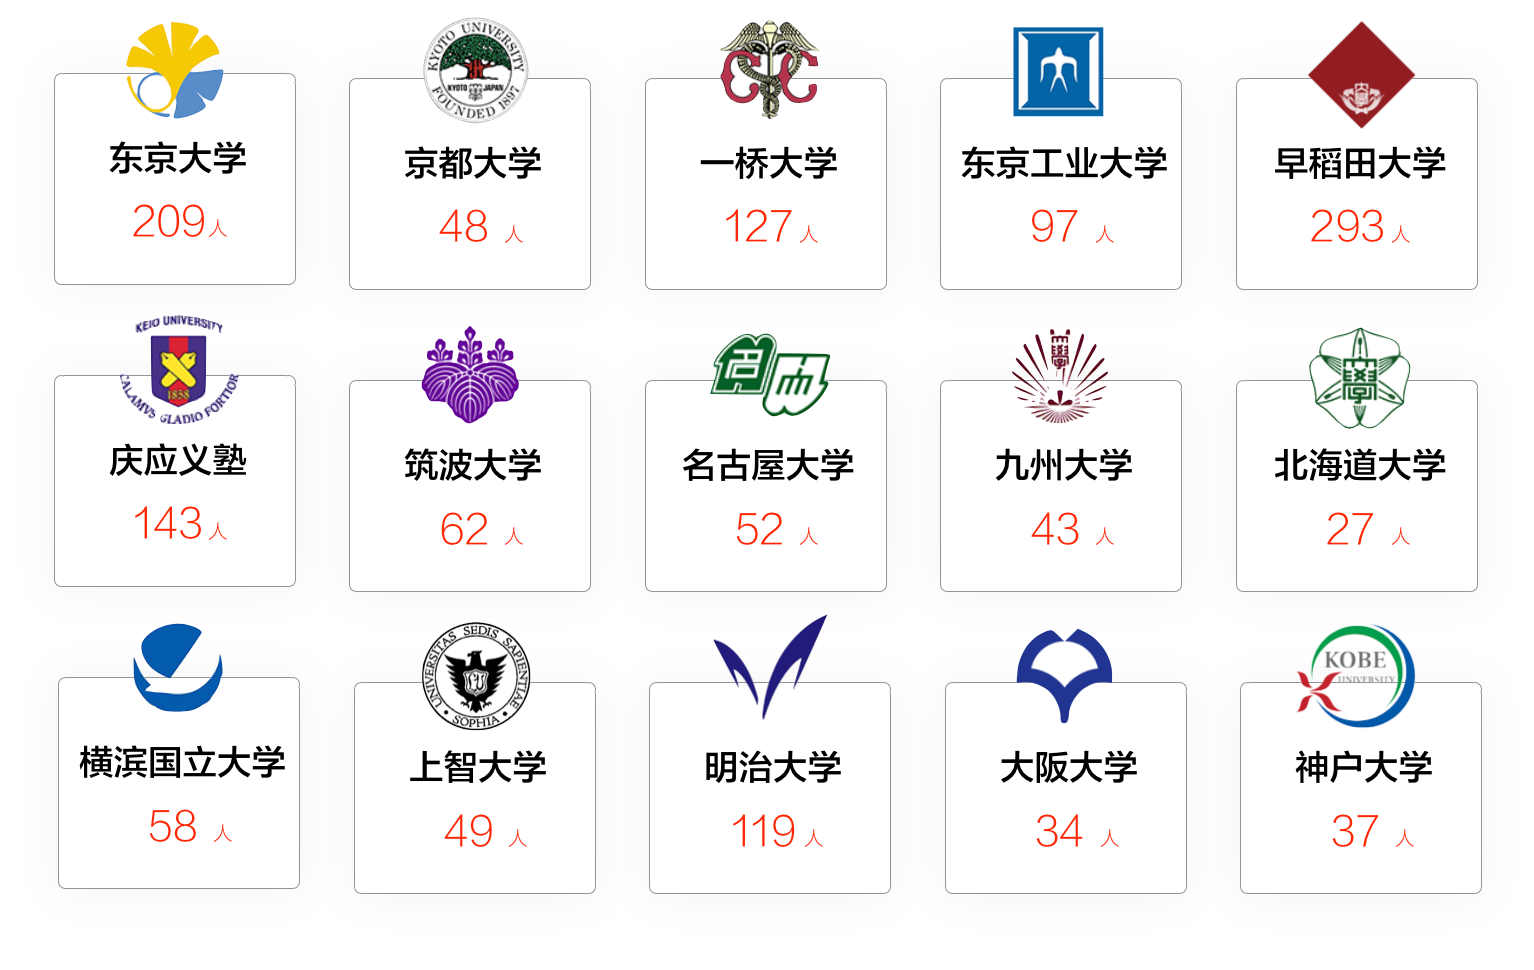 KYOTO UNIVERSITY
KYOTO JAPAN
FOUNDED 1897
东京大学
京都大学
一桥大学
东京工业大学
早稻田大学
209人
48 人
127人
97 人
293人
KEIO UNIVERSITY
1858
CALAMVS GLADIO FORTIOR
庆应义塾
筑波大学
名古屋大学
九州大学
北海道大学
143人
62 人
52 人
43 人
27 人
UNIVERSITAS SEDIS SAPIENTIAE
SOPHIA
KOBE
UNIVERSITY
横滨国立大学
上智大学
明治大学
大阪大学
神户大学
58 人
49 人
119人
34 人
37 人